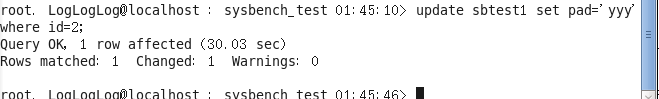 root. LogLogLog@localhost : sysbench_test 01:45:10> update sbtest1 set pad='yyy'
where id=2;
Query OK, 1 row affected (30.03 sec)
Rows matched: 1 Changed: 1 Warnings: 0
root. LogLogLog@localhost : sysbench_test 01:45:46>